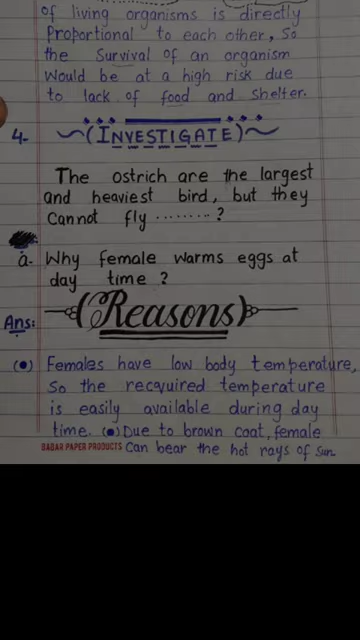 of living organisms is directly
Proportional to each other, So
the Survival of an organism
Would be at a high risk due
to lack of food and shelter.
4. (INVESTIGATE)
The ostrich are the largest
and heaviest bird, but they
Cannot fly ........ ?
a. Why female warms eggs at
day time ?
(Reasons)
Ans:
(•) Females have low body temperature,
So the recquired temperature
is easily available during day
time. (•) Due to brown coat, female
BABAR PAPER PRODUCTS Can bear the hot rays of Sun.